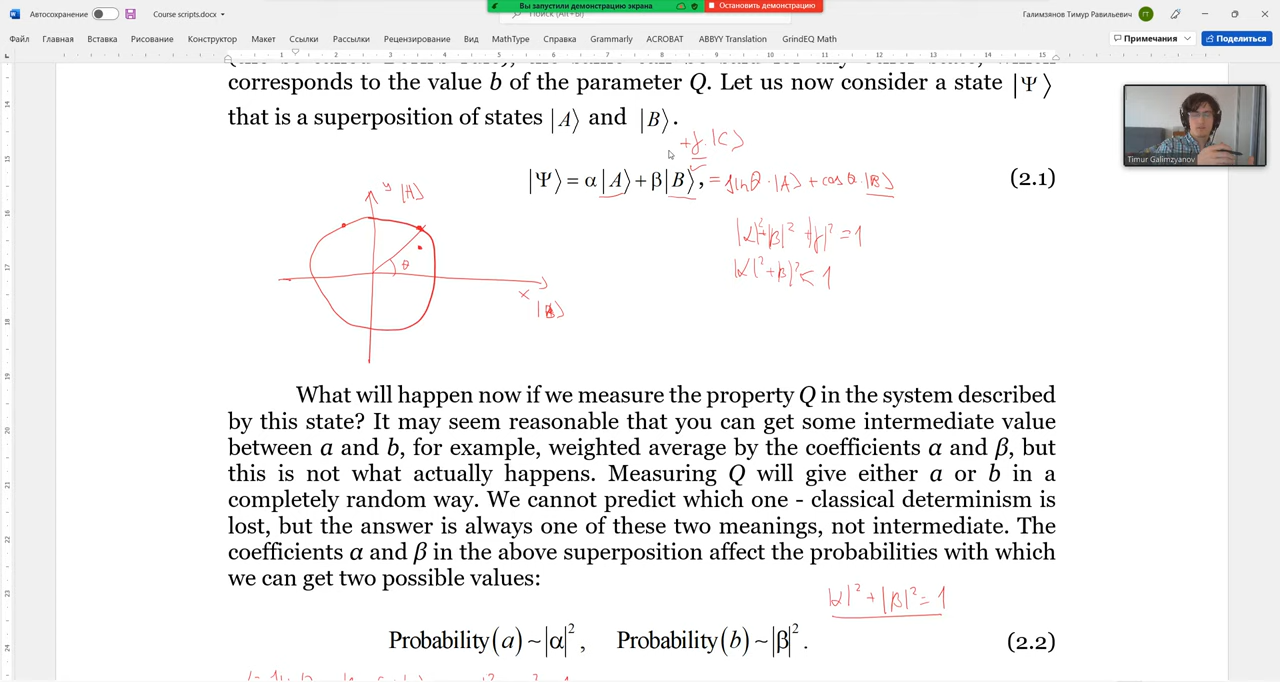 Вы запустили демонстрацию экрана
Остановить демонстрацию
Автосохранение
Course scripts.docx
Поиск (Alt+Ы)
Галимзянов Тимур Равильевич
ГТ
Файл Главная Вставка Рисование Конструктор Макет Ссылки Рассылки Рецензирование Вид MathType Справка Grammarly ACROBAT ABBYY Translation GrindEQ Math
Примечания
Поделиться
corresponds to the value b of the parameter Q. Let us now consider a state |Ψ⟩
that is a superposition of states |A⟩ and |B⟩.
+γ·|C⟩
|Ψ⟩ = α|A⟩ + β|B⟩, = sinθ·|A⟩ + cosθ·|B⟩ (2.1)
y |A⟩
|α|²+|β|²+|γ|²=1
θ
|α|²+|β|²<1
x
|B⟩
Timur Galimzyanov
What will happen now if we measure the property Q in the system described
by this state? It may seem reasonable that you can get some intermediate value
between a and b, for example, weighted average by the coefficients α and β, but
this is not what actually happens. Measuring Q will give either a or b in a
completely random way. We cannot predict which one - classical determinism is
lost, but the answer is always one of these two meanings, not intermediate. The
coefficients α and β in the above superposition affect the probabilities with which
we can get two possible values:
|α|²+|β|²=1
Probability(a) ~ |α|², Probability(b) ~ |β|². (2.2)